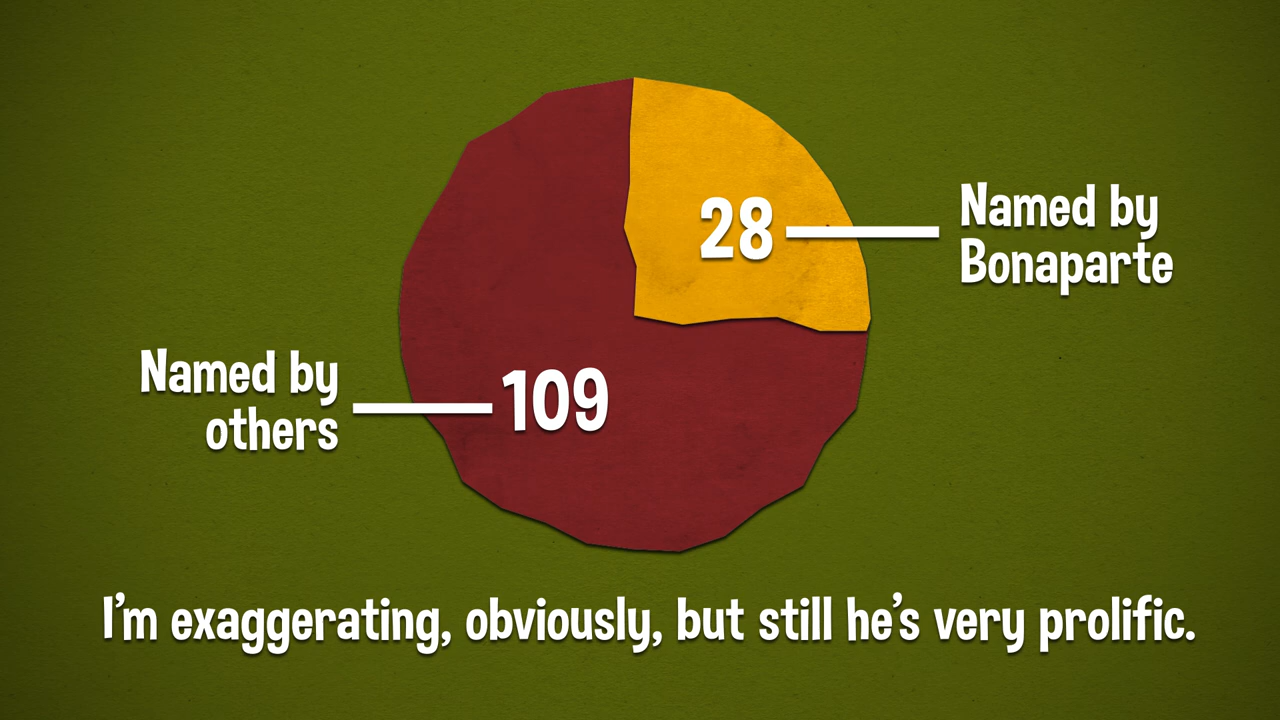 28
Named by
Bonaparte
Named by
others
109
I'm exaggerating, obviously, but still he's very prolific.